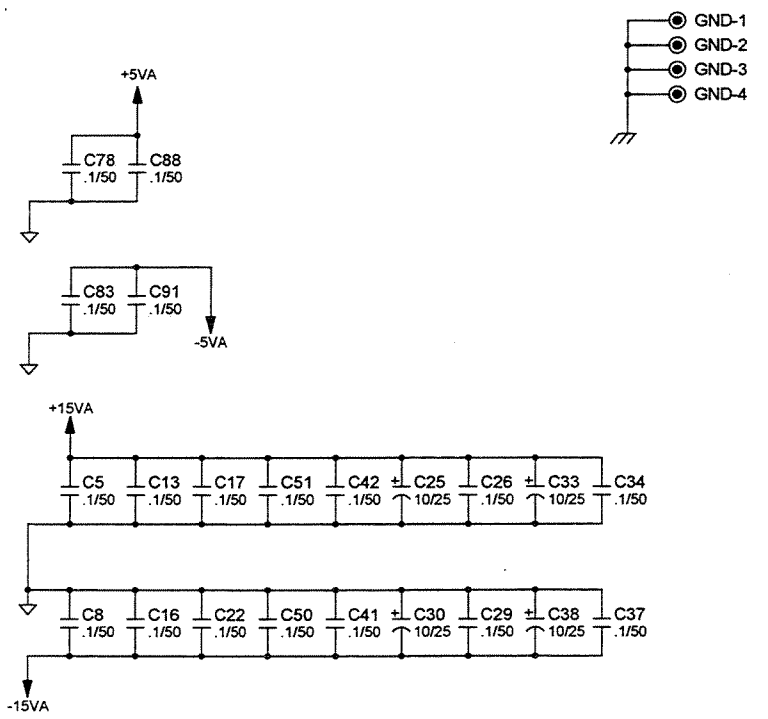 GND-1
GND-2
GND-3
GND-4
+5VA
C78 C88
.1/50 .1/50
C83 C91
.1/50 .1/50
-5VA
+15VA
C5 C13 C17 C51 C42 + C25 C26 + C33 C34
.1/50 .1/50 .1/50 .1/50 .1/50 10/25 .1/50 10/25 .1/50
C8 C16 C22 C50 C41 + C30 C29 + C38 C37
.1/50 .1/50 .1/50 .1/50 .1/50 10/25 .1/50 10/25 .1/50
-15VA